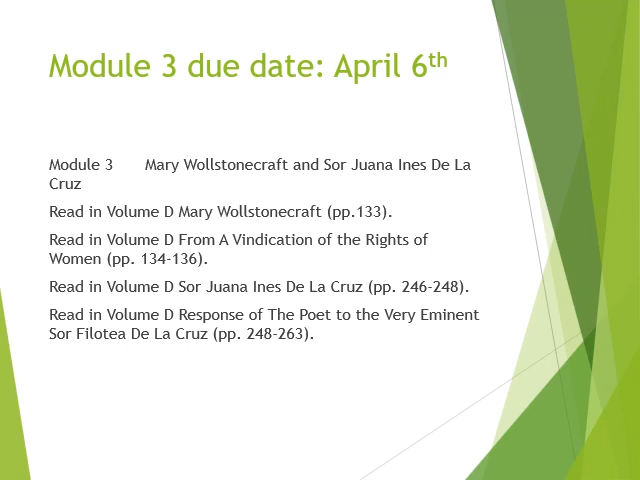 Module 3 due date: April 6th
Module 3 Mary Wollstonecraft and Sor Juana Ines De La
Cruz
Read in Volume D Mary Wollstonecraft (pp.133).
Read in Volume D From A Vindication of the Rights of
Women (pp. 134-136).
Read in Volume D Sor Juana Ines De La Cruz (pp. 246-248).
Read in Volume D Response of The Poet to the Very Eminent
Sor Filotea De La Cruz (pp. 248-263).